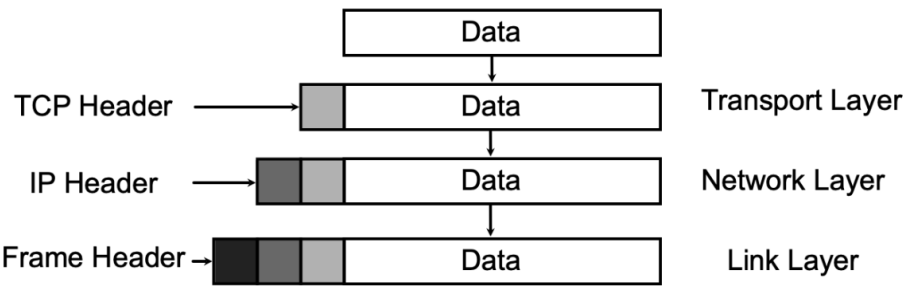 Data
TCP Header Data Transport Layer
IP Header Data Network Layer
Frame Header Data Link Layer